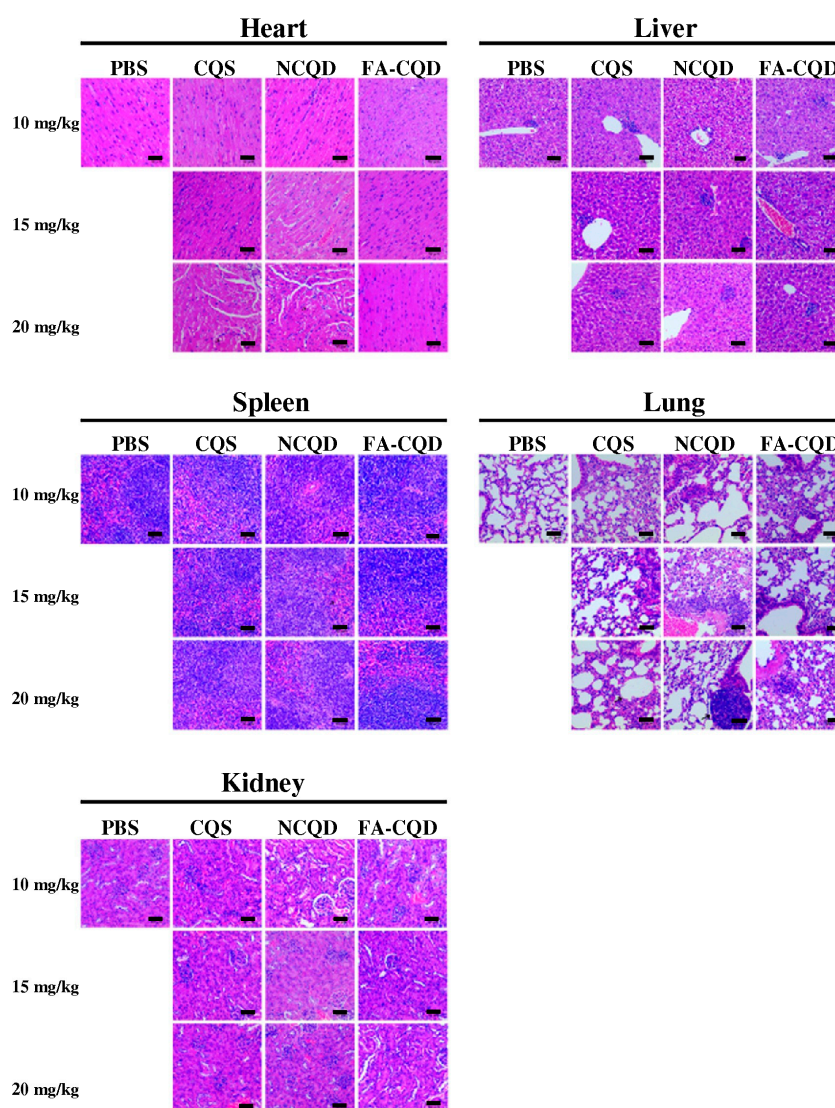 Heart
PBS CQS NCQD FA-CQD
10 mg/kg
15 mg/kg
20 mg/kg
Liver
PBS CQS NCQD FA-CQD
Spleen
PBS CQS NCQD FA-CQD
10 mg/kg
15 mg/kg
20 mg/kg
Lung
PBS CQS NCQD FA-CQD
Kidney
PBS CQS NCQD FA-CQD
10 mg/kg
15 mg/kg
20 mg/kg